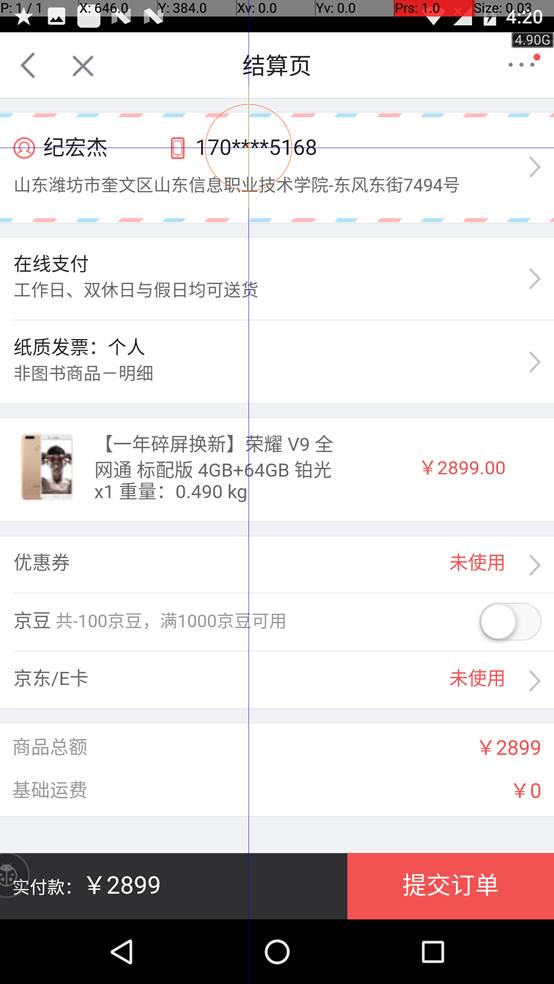 P: 1 / 1 X: 646.0 Y: 384.0 Xv: 0.0 Yv: 0.0 Prs: 1.0 Size: 0.03
4:20
4.90G
结算页
纪宏杰 170****5168
山东潍坊市奎文区山东信息职业技术学院-东风东街7494号
在线支付
工作日、双休日与假日均可送货
纸质发票：个人
非图书商品－明细
【一年碎屏换新】荣耀 V9 全
网通 标配版 4GB+64GB 铂光
x1 重量：0.490 kg
￥2899.00
优惠券 未使用
京豆 共-100京豆，满1000京豆可用
京东/E卡 未使用
商品总额 ￥2899
基础运费 ￥0
实付款：￥2899 提交订单